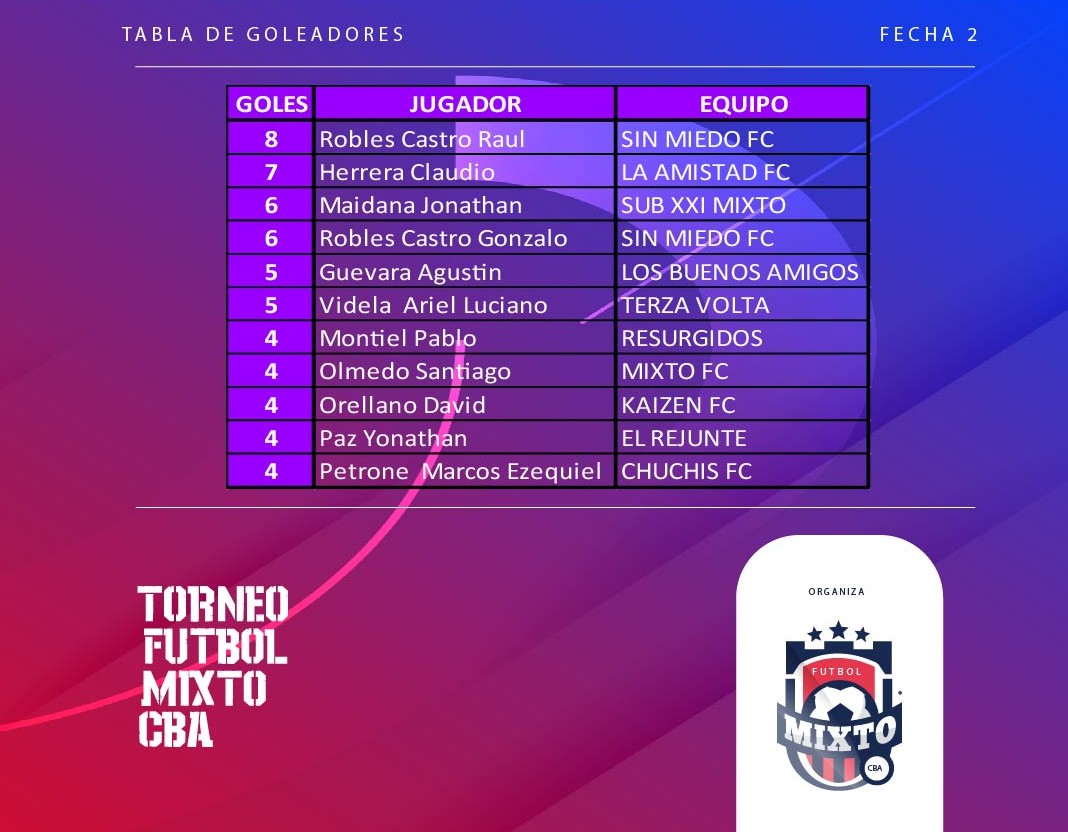 TABLA DE GOLEADORES FECHA 2
GOLES JUGADOR EQUIPO
8 Robles Castro Raul SIN MIEDO FC
7 Herrera Claudio LA AMISTAD FC
6 Maidana Jonathan SUB XXI MIXTO
6 Robles Castro Gonzalo SIN MIEDO FC
5 Guevara Agustin LOS BUENOS AMIGOS
5 Videla Ariel Luciano TERZA VOLTA
4 Montiel Pablo RESURGIDOS
4 Olmedo Santiago MIXTO FC
4 Orellano David KAIZEN FC
4 Paz Yonathan EL REJUNTE
4 Petrone Marcos Ezequiel CHUCHIS FC
TORNEO
FUTBOL
MIXTO
CBA
ORGANIZA
FUTBOL
MIXTO
CBA